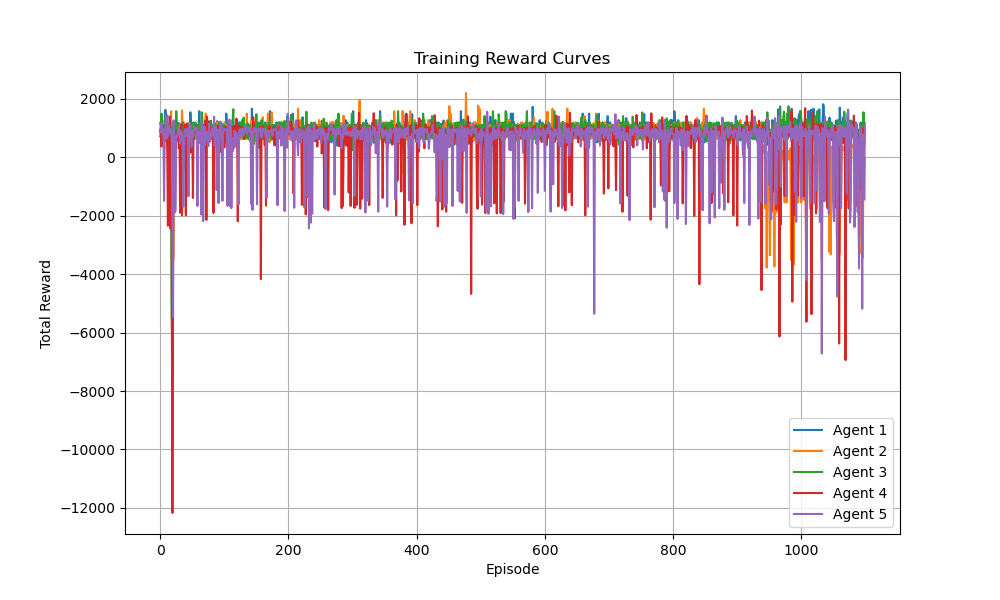 Training Reward Curves
Total Reward
2000
0
−2000
−4000
−6000
−8000
−10000
−12000
0 200 400 600 800 1000
Episode
Agent 1
Agent 2
Agent 3
Agent 4
Agent 5